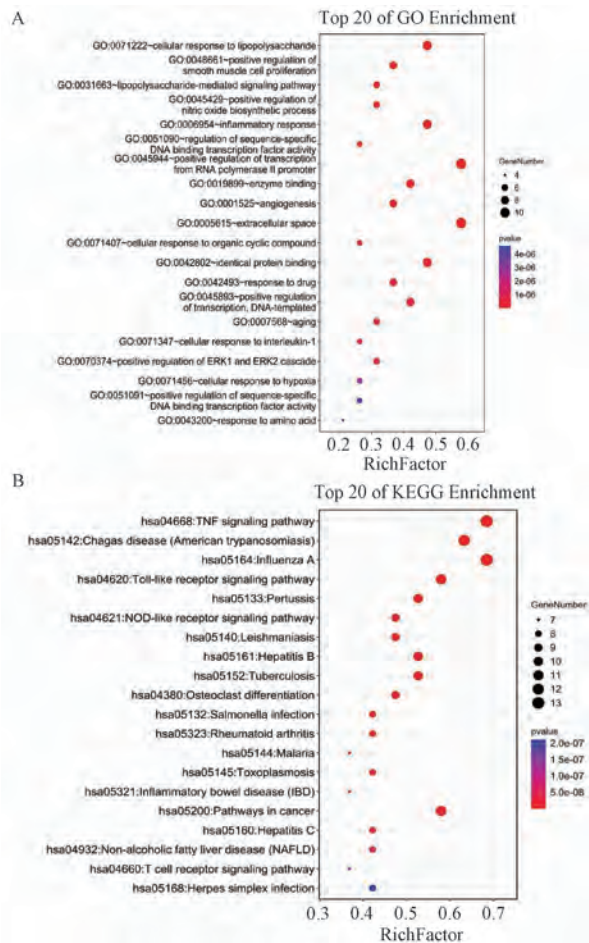 A
Top 20 of GO Enrichment
GO:0071222~cellular response to lipopolysaccharide
GO:0048661~positive regulation of
smooth muscle cell proliferation
GO:0031663~lipopolysaccharide-mediated signaling pathway
GO:0045429~positive regulation of
nitric oxide biosynthetic process
GO:0006954~inflammatory response
GO:0051090~regulation of sequence-specific
DNA binding transcription factor activity
GO:0045944~positive regulation of transcription
from RNA polymerase II promoter
GO:0019899~enzyme binding
GO:0001525~angiogenesis
GO:0005615~extracellular space
GO:0071407~cellular response to organic cyclic compound
GO:0042802~identical protein binding
GO:0042493~response to drug
GO:0045893~positive regulation
of transcription, DNA-templated
GO:0007568~aging
GO:0071347~cellular response to interleukin-1
GO:0070374~positive regulation of ERK1 and ERK2 cascade
GO:0071456~cellular response to hypoxia
GO:0051091~positive regulation of sequence-specific
DNA binding transcription factor activity
GO:0043200~response to amino acid
0.2 0.3 0.4 0.5 0.6
RichFactor
GeneNumber
4
6
8
10
pvalue
4e-06
3e-06
2e-06
1e-06
B
Top 20 of KEGG Enrichment
hsa04668:TNF signaling pathway
hsa05142:Chagas disease (American trypanosomiasis)
hsa05164:Influenza A
hsa04620:Toll-like receptor signaling pathway
hsa05133:Pertussis
hsa04621:NOD-like receptor signaling pathway
hsa05140:Leishmaniasis
hsa05161:Hepatitis B
hsa05152:Tuberculosis
hsa04380:Osteoclast differentiation
hsa05132:Salmonella infection
hsa05323:Rheumatoid arthritis
hsa05144:Malaria
hsa05145:Toxoplasmosis
hsa05321:Inflammatory bowel disease (IBD)
hsa05200:Pathways in cancer
hsa05160:Hepatitis C
hsa04932:Non-alcoholic fatty liver disease (NAFLD)
hsa04660:T cell receptor signaling pathway
hsa05168:Herpes simplex infection
0.3 0.4 0.5 0.6 0.7
RichFactor
GeneNumber
7
8
9
10
11
12
13
pvalue
2.0e-07
1.5e-07
1.0e-07
5.0e-08